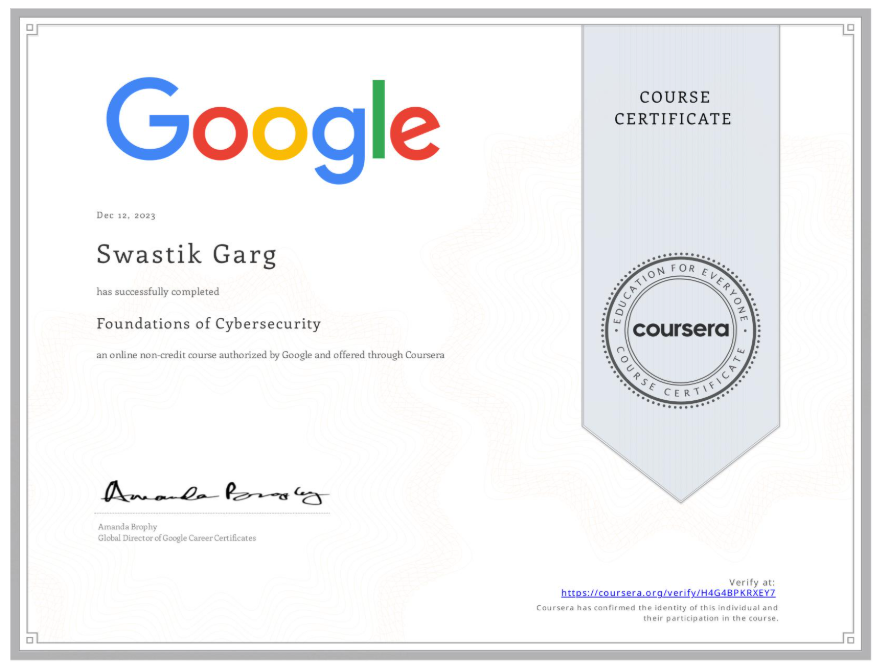 Google
COURSE
CERTIFICATE
Dec 12, 2023
Swastik Garg
has successfully completed
Foundations of Cybersecurity
an online non-credit course authorized by Google and offered through Coursera
EDUCATION FOR EVERYONE
coursera
COURSE CERTIFICATE
Amanda Brophy
Amanda Brophy
Global Director of Google Career Certificates
Verify at:
https://coursera.org/verify/H4G4BPKRXEY7
Coursera has confirmed the identity of this individual and
their participation in the course.